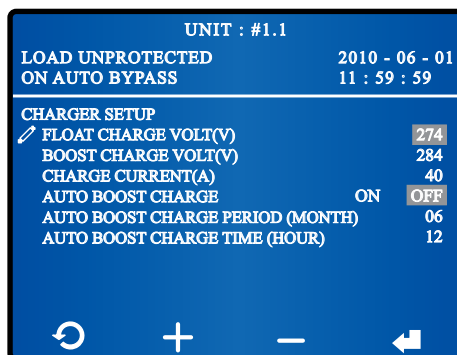 UNIT : #1.1
LOAD UNPROTECTED 2010 - 06 - 01
ON AUTO BYPASS 11 : 59 : 59
CHARGER SETUP
FLOAT CHARGE VOLT(V) 274
BOOST CHARGE VOLT(V) 284
CHARGE CURRENT(A) 40
AUTO BOOST CHARGE ON OFF
AUTO BOOST CHARGE PERIOD (MONTH) 06
AUTO BOOST CHARGE TIME (HOUR) 12